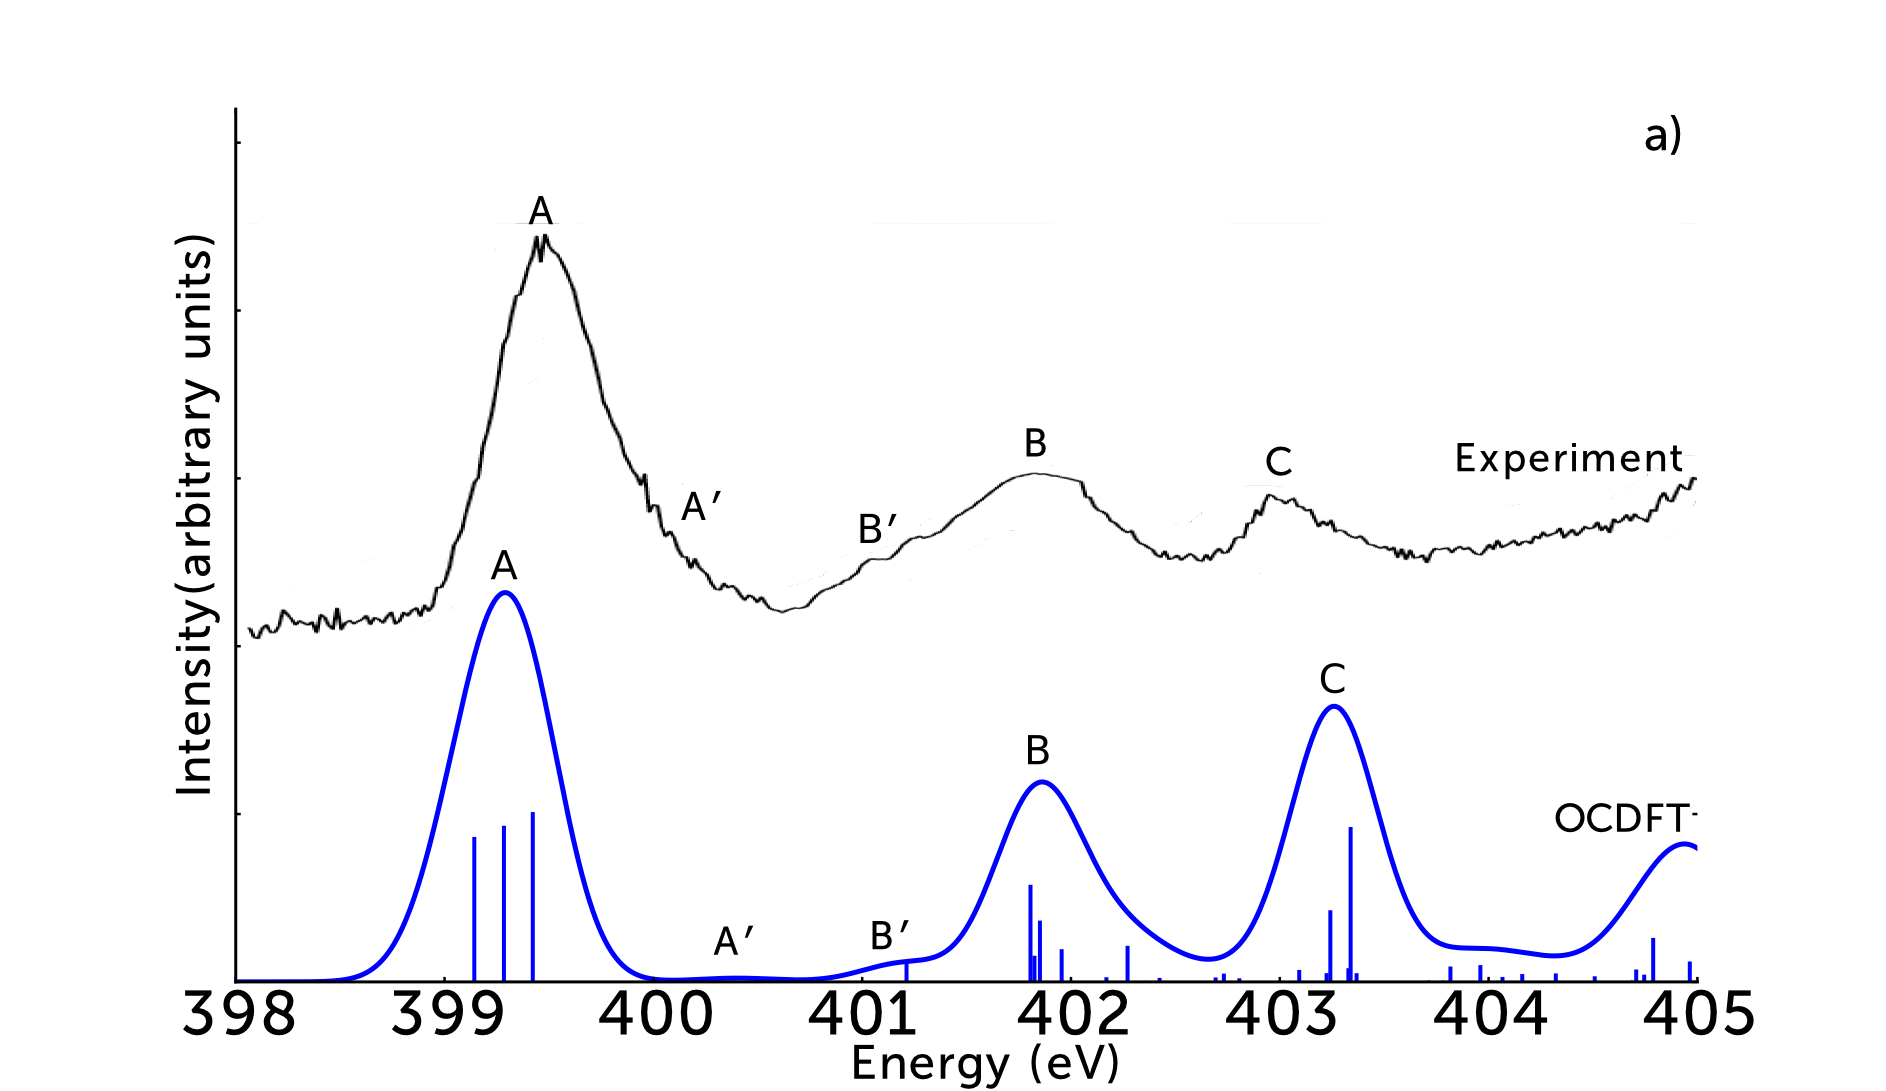 a)
A
Intensity(arbitrary units)
B
C
Experiment
A′
B′
A
C
B
OCDFT
A′
B′
398 399 400 401 402 403 404 405
Energy (eV)